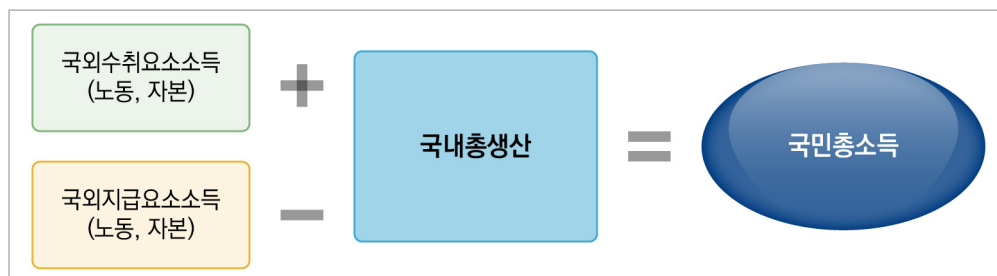 국외수취요소소득
(노동, 자본)
+
국내총생산
=
국민총소득
국외지급요소소득
(노동, 자본)
−